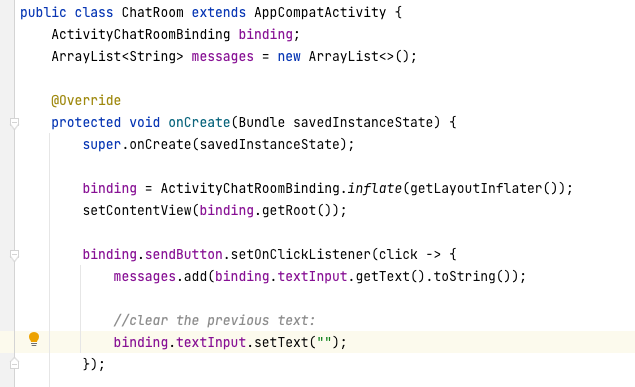 public class ChatRoom extends AppCompatActivity {
    ActivityChatRoomBinding binding;
    ArrayList<String> messages = new ArrayList<>();

    @Override
    protected void onCreate(Bundle savedInstanceState) {
        super.onCreate(savedInstanceState);

        binding = ActivityChatRoomBinding.inflate(getLayoutInflater());
        setContentView(binding.getRoot());

        binding.sendButton.setOnClickListener(click -> {
            messages.add(binding.textInput.getText().toString());

            //clear the previous text:
            binding.textInput.setText("");
        });